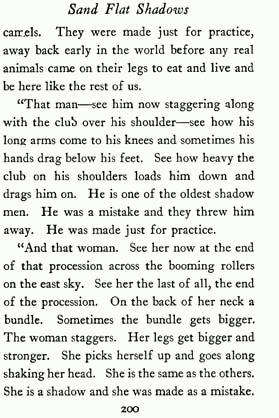 Sand Flat Shadows
camels. They were made just for practice,
away back early in the world before any real
animals came on their legs to eat and live and
be here like the rest of us.
“That man—see him now staggering along
with the club over his shoulder—see how his
long arms come to his knees and sometimes his
hands drag below his feet. See how heavy the
club on his shoulders loads him down and
drags him on. He is one of the oldest shadow
men. He was a mistake and they threw him
away. He was made just for practice.
“And that woman. See her now at the end
of that procession across the booming rollers
on the east sky. See her the last of all, the end
of the procession. On the back of her neck a
bundle. Sometimes the bundle gets bigger.
The woman staggers. Her legs get bigger and
stronger. She picks herself up and goes along
shaking her head. She is the same as the others.
She is a shadow and she was made as a mistake.
200